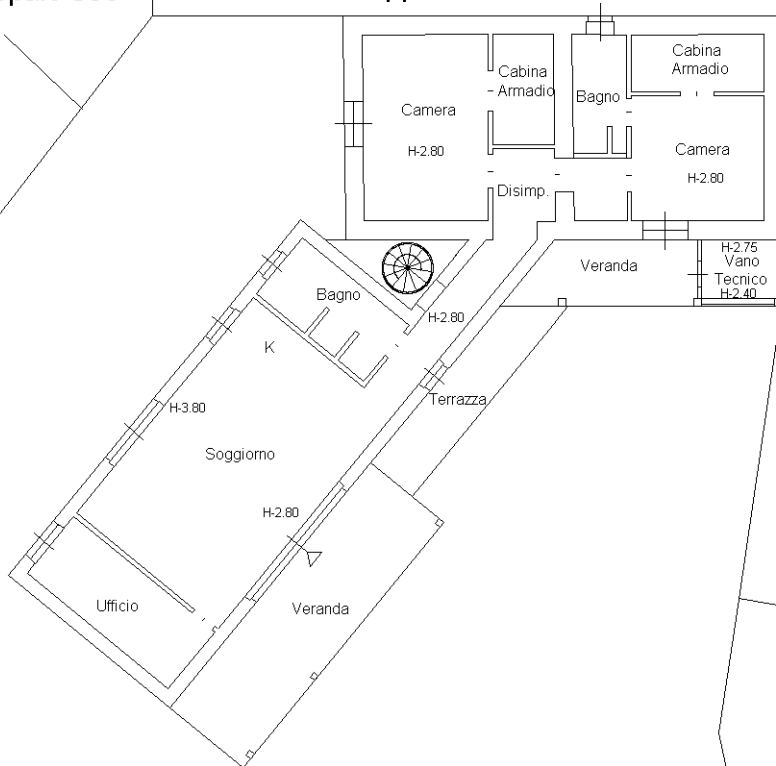 Cabina
Armadio
Camera
H-2.80
Bagno
Cabina
Armadio
Camera
H-2.80
Disimp.
H-2.75
Vano
Tecnico
H-2.40
Veranda
Bagno
H-2.80
K
Terrazza
H-3.80
Soggiorno
H-2.80
Ufficio
Veranda